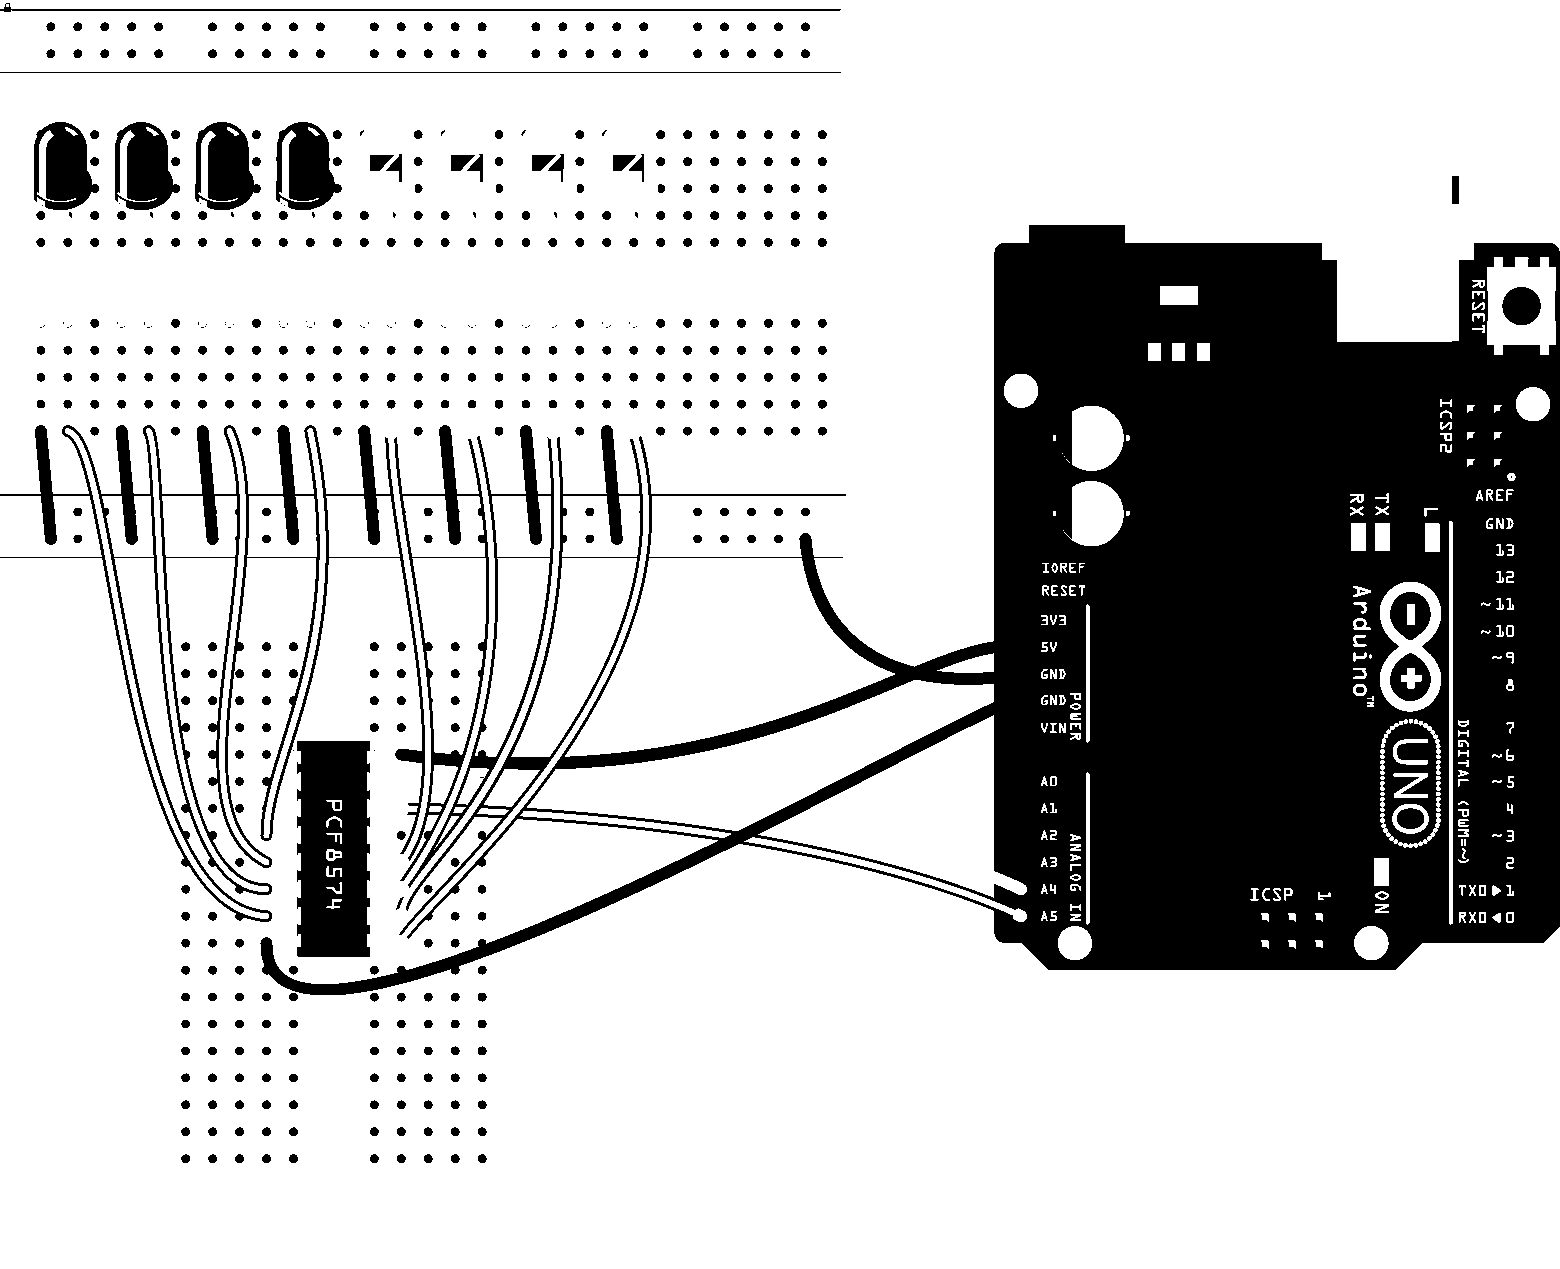 RESET
ICSP2
AREF
GND
13
12
~11
~10
~9
8
7
~6
~5
4
~3
2
TX0▶1
RX0◀0
RX
TX
L
IOREF
RESET
3V3
5V
GND
GND
VIN
POWER
A0
A1
A2
A3
A4
A5
ANALOG IN
Arduino™
UNO
DIGITAL (PWM=~)
ICSP
1
ON
PCF8574